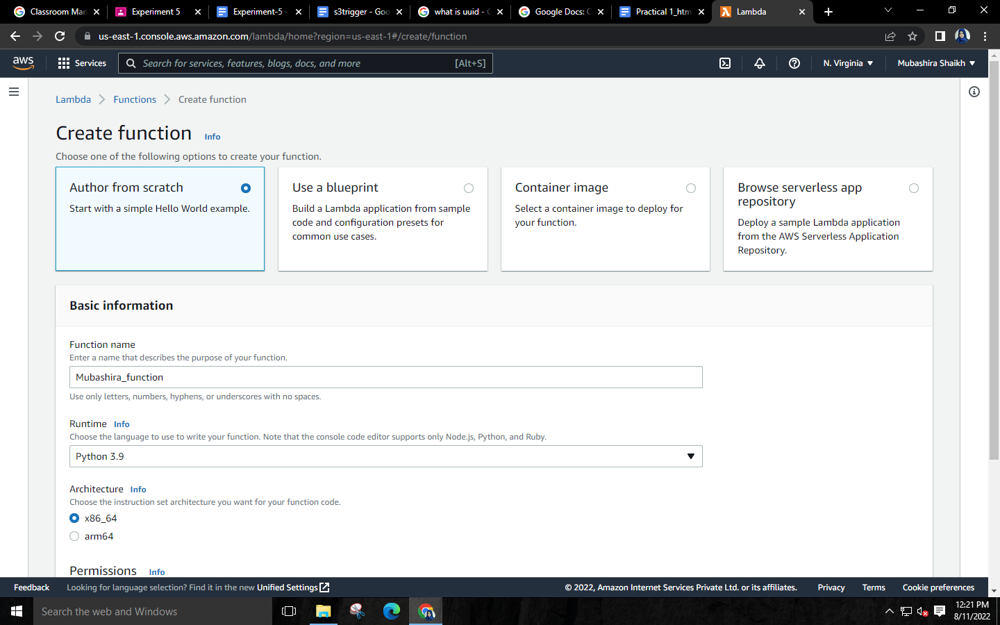 Classroom Man
Experiment 5
Experiment-5 -
s3trigger - Goo
what is uuid - G
Google Docs: C
Practical 1_htm
Lambda
us-east-1.console.aws.amazon.com/lambda/home?region=us-east-1#/create/function
aws
Services
Search for services, features, blogs, docs, and more
[Alt+S]
N. Virginia
Mubashira Shaikh
Lambda
Functions
Create function
Create function
Info
Choose one of the following options to create your function.
Author from scratch
Start with a simple Hello World example.
Use a blueprint
Build a Lambda application from sample
code and configuration presets for
common use cases.
Container image
Select a container image to deploy for
your function.
Browse serverless app
repository
Deploy a sample Lambda application
from the AWS Serverless Application
Repository.
Basic information
Function name
Enter a name that describes the purpose of your function.
Mubashira_function
Use only letters, numbers, hyphens, or underscores with no spaces.
Runtime Info
Choose the language to use to write your function. Note that the console code editor supports only Node.js, Python, and Ruby.
Python 3.9
Architecture Info
Choose the instruction set architecture you want for your function code.
x86_64
arm64
Permissions Info
Feedback
Looking for language selection? Find it in the new Unified Settings
© 2022, Amazon Internet Services Private Ltd. or its affiliates.
Privacy
Terms
Cookie preferences
Search the web and Windows
12:21 PM
8/11/2022